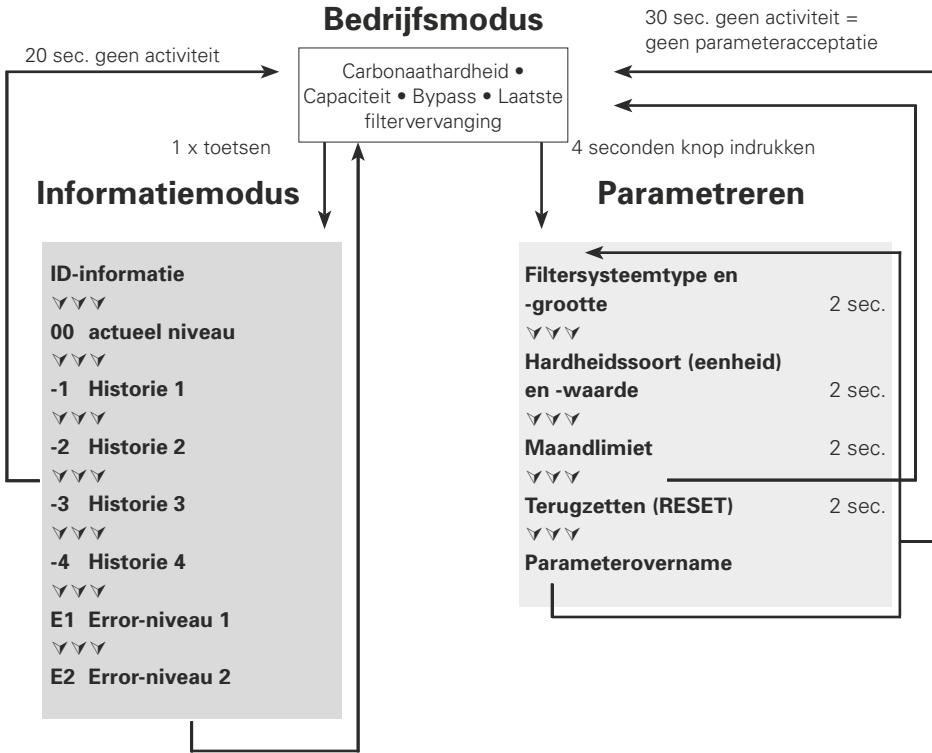 Bedrijfsmodus
30 sec. geen activiteit =
geen parameteracceptatie
20 sec. geen activiteit
Carbonaathardheid •
Capaciteit • Bypass • Laatste
filtervervanging
1 x toetsen
4 seconden knop indrukken
Informatiemodus
Parametreren
ID-informatie
00 actueel niveau
-1 Historie 1
-2 Historie 2
-3 Historie 3
-4 Historie 4
E1 Error-niveau 1
E2 Error-niveau 2
Filtersysteemtype en
-grootte 2 sec.
Hardheidssoort (eenheid)
en -waarde 2 sec.
Maandlimiet 2 sec.
Terugzetten (RESET) 2 sec.
Parameterovername